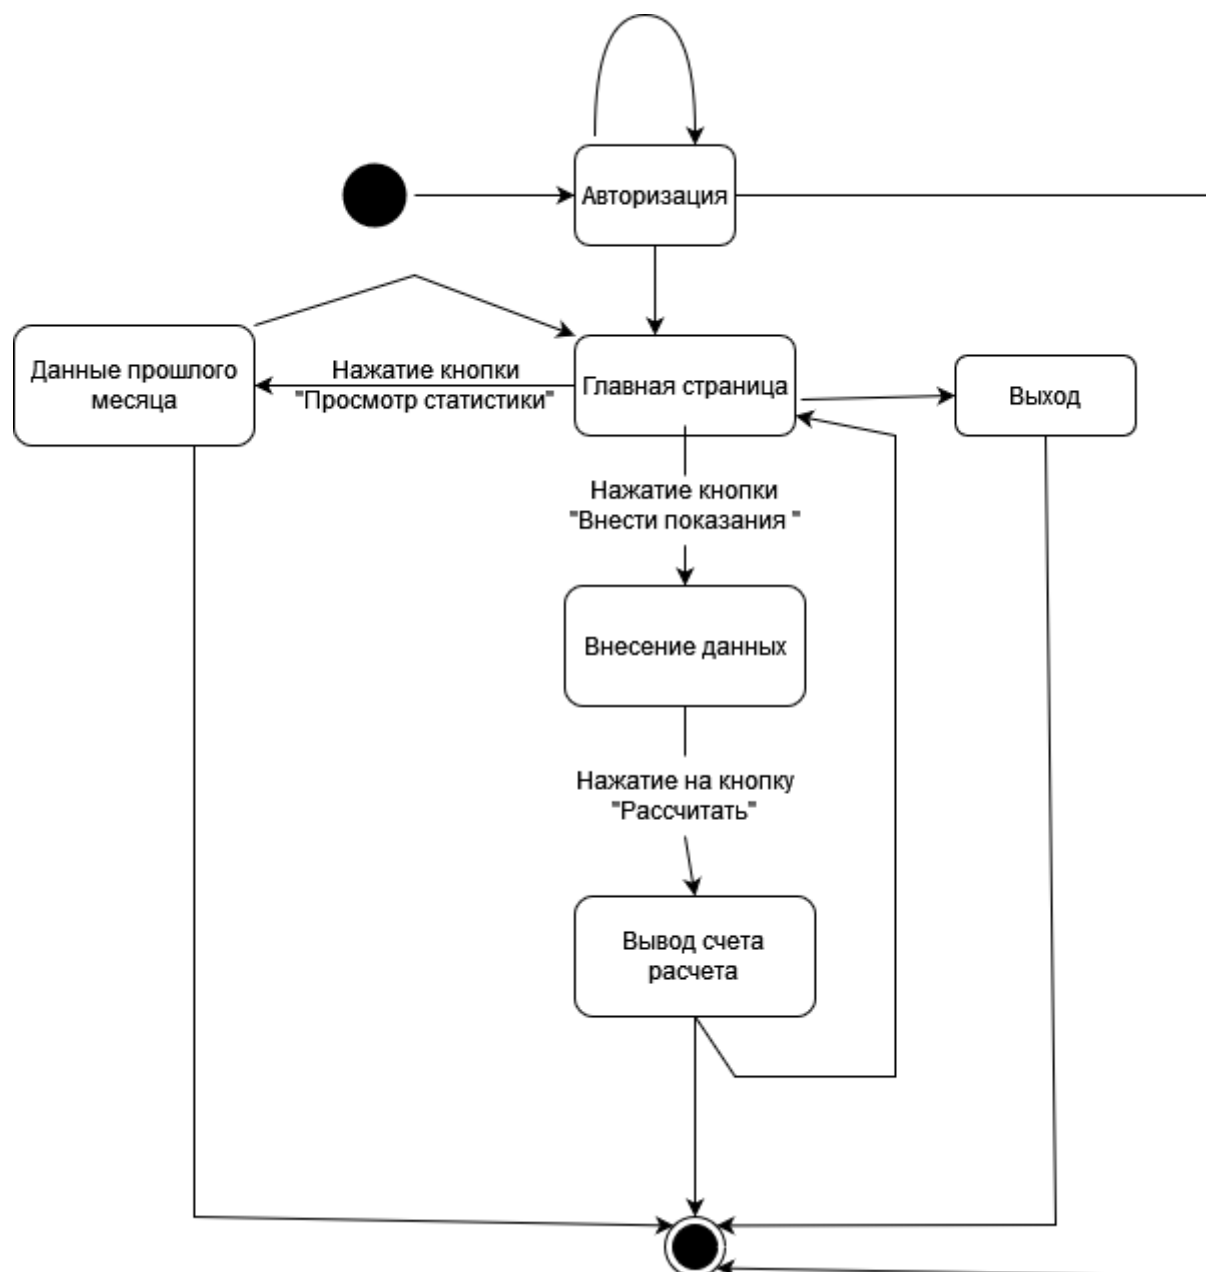 Авторизация
Данные прошлого
месяца
Нажатие кнопки
"Просмотр статистики"
Главная страница
Выход
Нажатие кнопки
"Внести показания "
Внесение данных
Нажатие на кнопку
"Рассчитать"
Вывод счета
расчета